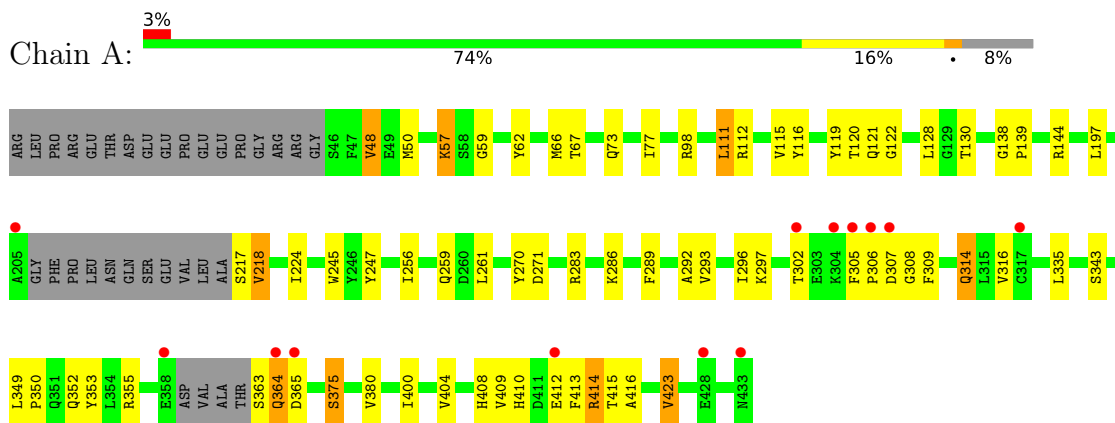 3%
Chain A:
74% 16% • 8%
ARG LEU PRO ARG GLU THR ASP GLU GLU PRO GLU GLU PRO GLY ARG ARG GLY S46 F47 V48 E49 M50 K57 S58 G59 Y62 M66 T67 Q73 I77 R98 L111 R112 V115 Y116 Y119 T120 Q121 G122 L128 G129 T130 G138 P139 R144 L197
A205 GLY PHE PRO LEU ASN GLN SER GLU VAL LEU ALA S217 V218 I224 W245 Y246 Y247 I256 Q259 D260 L261 Y270 D271 R283 K286 F289 A292 V293 I296 K297 T302 E303 K304 F305 P306 D307 G308 F309 Q314 L315 V316 C317 L335 S343
L349 P350 Q351 Q352 Y353 L354 R355 E358 ASP VAL ALA THR S363 Q364 D365 S375 V380 I400 V404 H408 V409 H410 D411 E412 F413 R414 T415 A416 V423 E428 N433